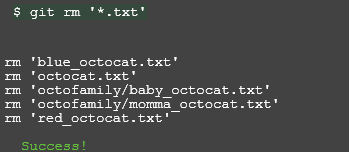 $ git rm '*.txt'
rm 'blue_octocat.txt'
rm 'octocat.txt'
rm 'octofamily/baby_octocat.txt'
rm 'octofamily/momma_octocat.txt'
rm 'red_octocat.txt'
Success!